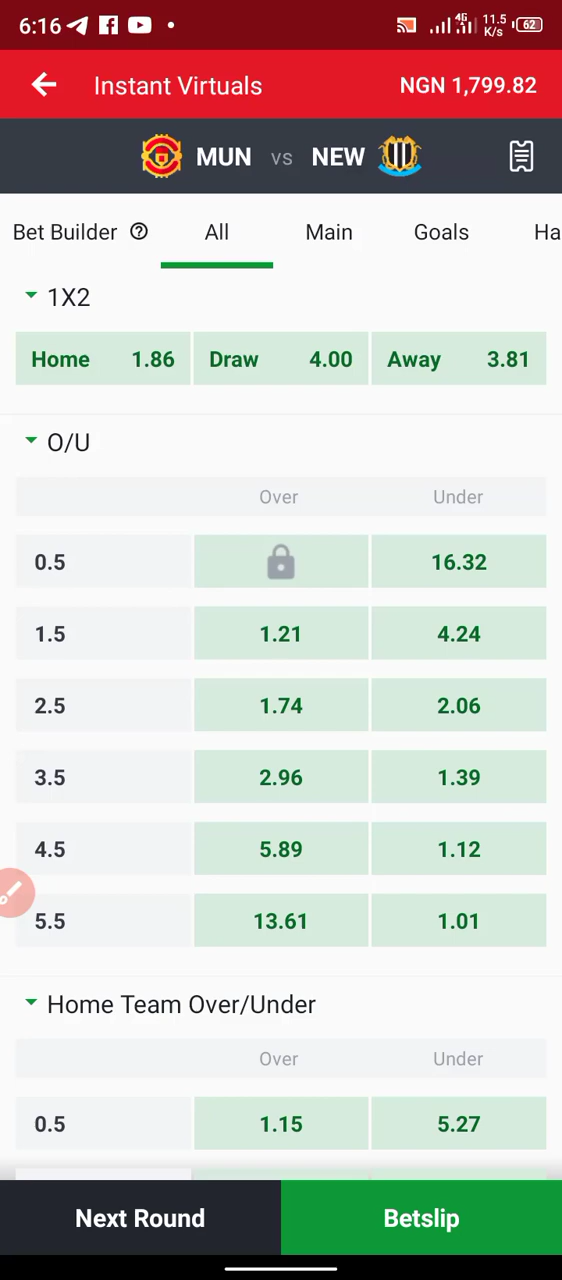 6:16 4G 11.5 K/s 62
Instant Virtuals NGN 1,799.82
MUN vs NEW
Bet Builder ? All Main Goals Ha
1X2
Home 1.86 Draw 4.00 Away 3.81
O/U
Over Under
0.5 16.32
1.5 1.21 4.24
2.5 1.74 2.06
3.5 2.96 1.39
4.5 5.89 1.12
5.5 13.61 1.01
Home Team Over/Under
Over Under
0.5 1.15 5.27
Next Round Betslip